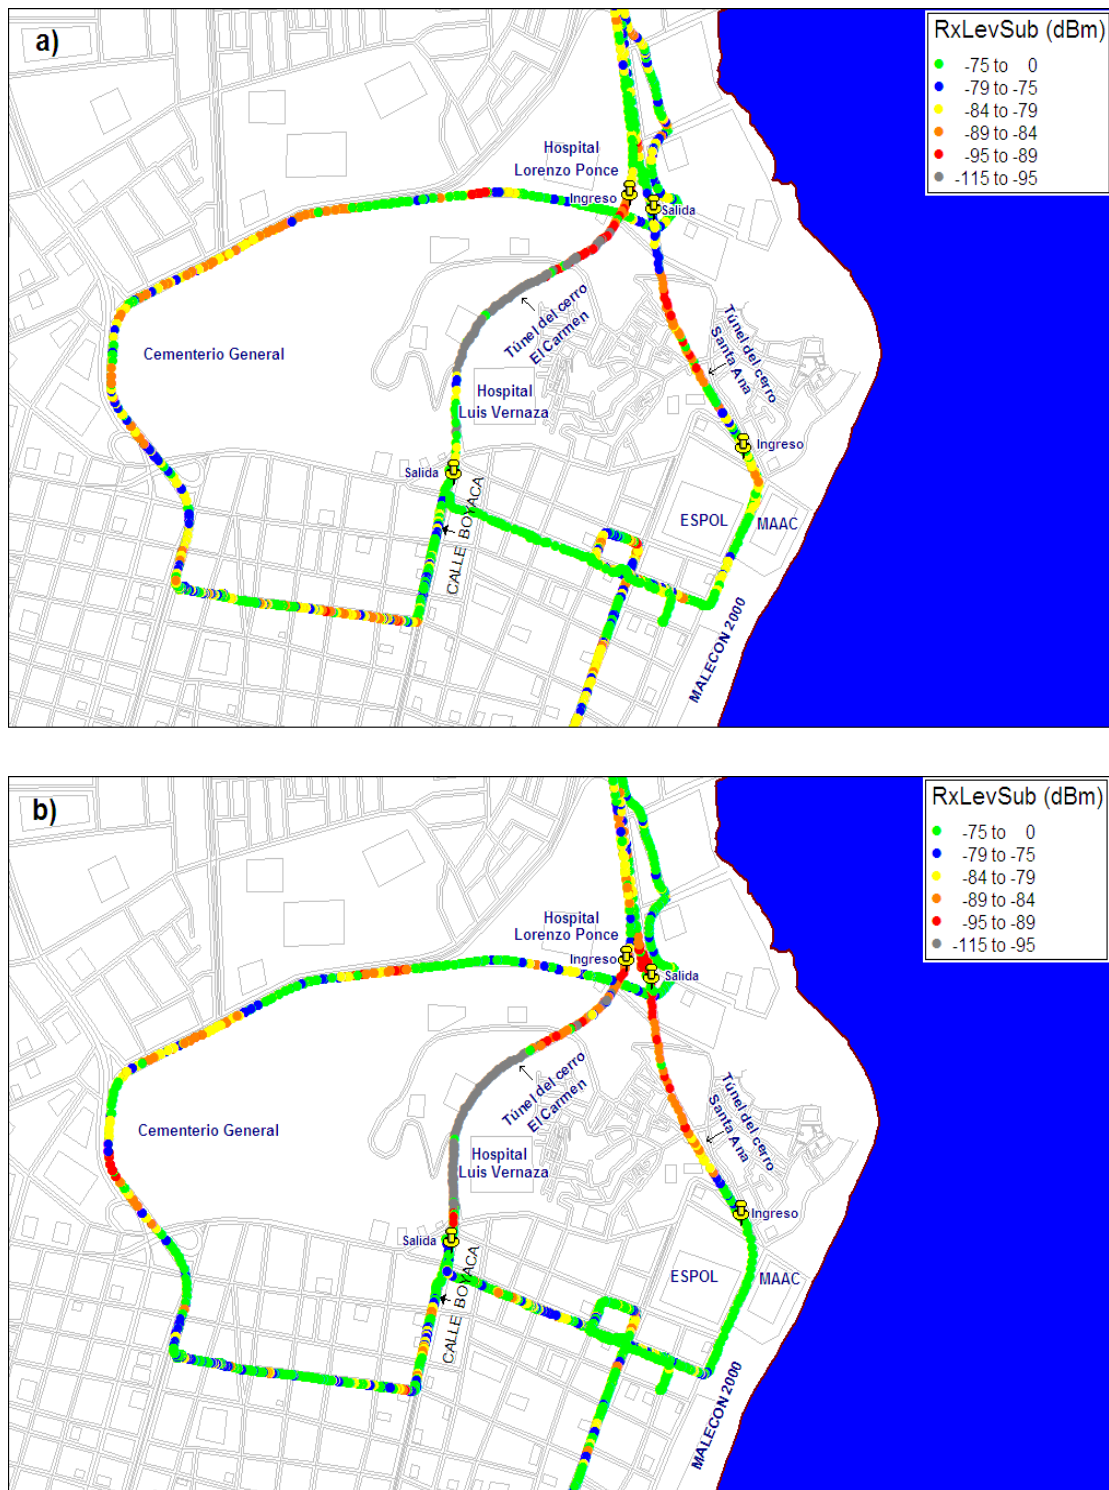 a)
RxLevSub (dBm)
-75 to 0
-79 to -75
-84 to -79
-89 to -84
-95 to -89
-115 to -95
Hospital
Lorenzo Ponce
Ingreso
Salida
Túnel del cerro
El Carmen
Túnel del cerro
Santa Ana
Cementerio General
Hospital
Luis Vernaza
Ingreso
Salida
CALLE BOYACA
ESPOL
MAAC
MALECON 2000
b)
RxLevSub (dBm)
-75 to 0
-79 to -75
-84 to -79
-89 to -84
-95 to -89
-115 to -95
Hospital
Lorenzo Ponce
Ingreso
Salida
Túnel del cerro
El Carmen
Túnel del cerro
Santa Ana
Cementerio General
Hospital
Luis Vernaza
Ingreso
Salida
CALLE BOYACA
ESPOL
MAAC
MALECON 2000